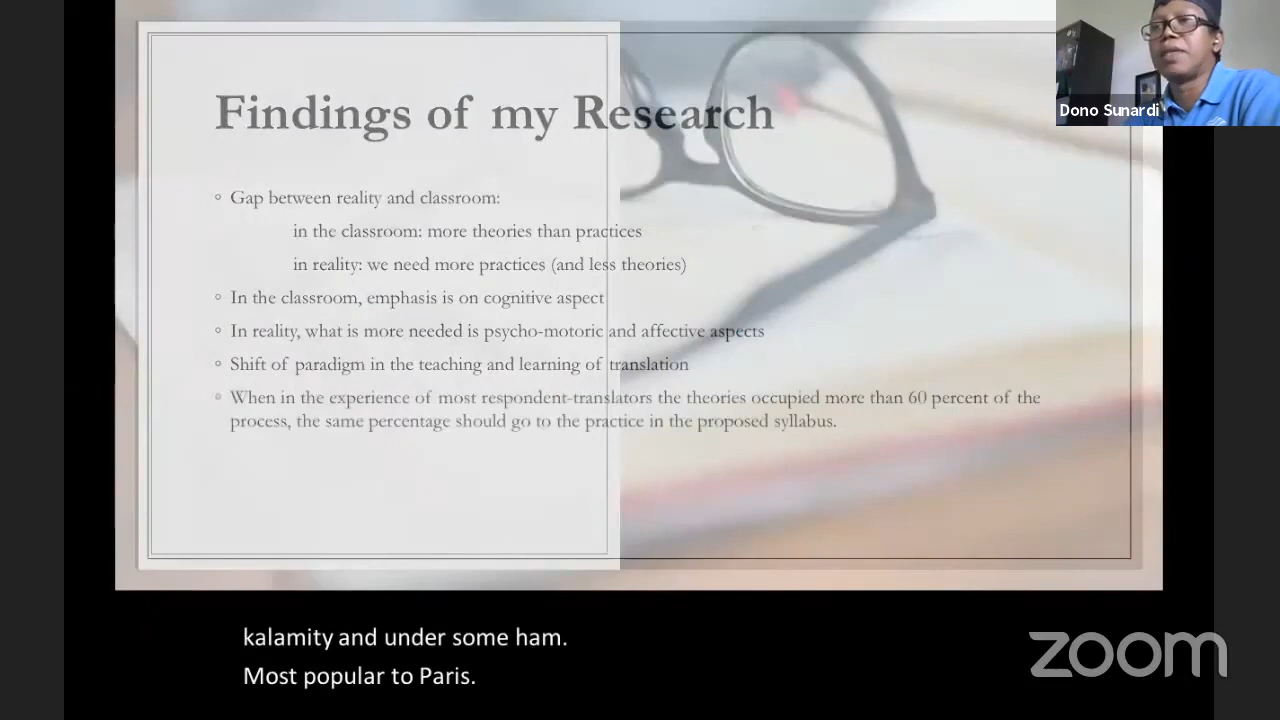 Findings of my Research
Dono Sunardi
◦ Gap between reality and classroom:
in the classroom: more theories than practices
in reality: we need more practices (and less theories)
◦ In the classroom, emphasis is on cognitive aspect
◦ In reality, what is more needed is psycho-motoric and affective aspects
◦ Shift of paradigm in the teaching and learning of translation
◦ When in the experience of most respondent-translators the theories occupied more than 60 percent of the
process, the same percentage should go to the practice in the proposed syllabus.
kalamity and under some ham.
Most popular to Paris.
zoom